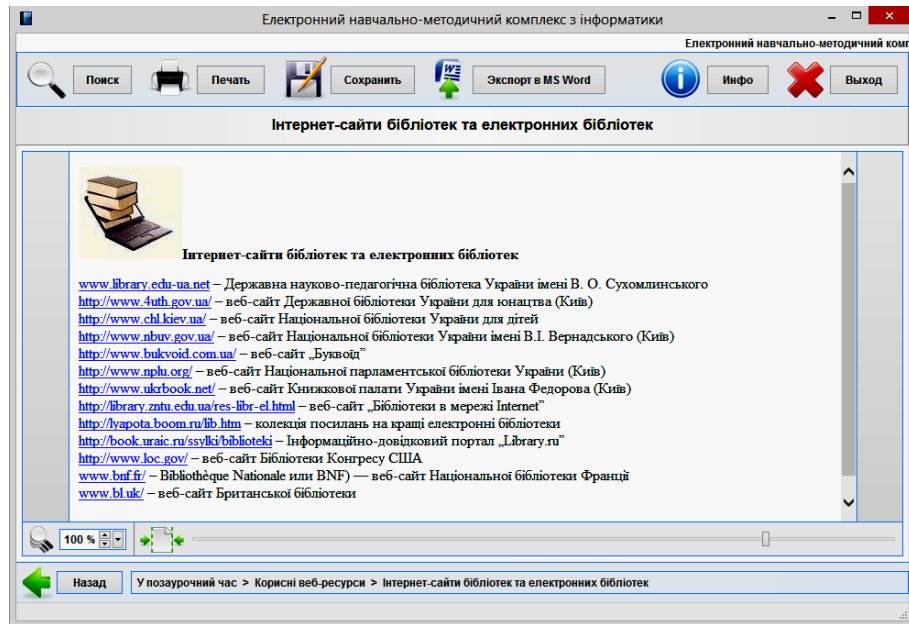 Електронний навчально-методичний комплекс з інформатики
Електронний навчально-методичний комп
Поиск Печать Сохранить Экспорт в MS Word Инфо Выход
Інтернет-сайти бібліотек та електронних бібліотек
Інтернет-сайти бібліотек та електронних бібліотек
www.library.edu-ua.net – Державна науково-педагогічна бібліотека України імені В. О. Сухомлинського
http://www.4uth.gov.ua/ – веб-сайт Державної бібліотеки України для юнацтва (Київ)
http://www.chl.kiev.ua/ – веб-сайт Національної бібліотеки України для дітей
http://www.nbuv.gov.ua/ – веб-сайт Національної бібліотеки України імені В.І. Вернадського (Київ)
http://www.bukvoid.com.ua/ – веб-сайт „Буквоїд”
http://www.nplu.org/ – веб-сайт Національної парламентської бібліотеки України (Київ)
http://www.ukrbook.net/ – веб-сайт Книжкової палати України імені Івана Федорова (Київ)
http://library.zntu.edu.ua/res-libr-el.html – веб-сайт „Бібліотеки в мережі Internet”
http://lyapota.boom.ru/lib.htm – колекція посилань на кращі електронні бібліотеки
http://book.uraic.ru/ssylki/biblioteki – Інформаційно-довідковий портал „Library.ru”
http://www.loc.gov/ – веб-сайт Бібліотеки Конгресу США
www.bnf.fr/ – Bibliothèque Nationale или BNF) — веб-сайт Національної бібліотеки Франції
www.bl.uk/ – веб-сайт Британської бібліотеки
100 %
Назад У позаурочний час > Корисні веб-ресурси > Інтернет-сайти бібліотек та електронних бібліотек